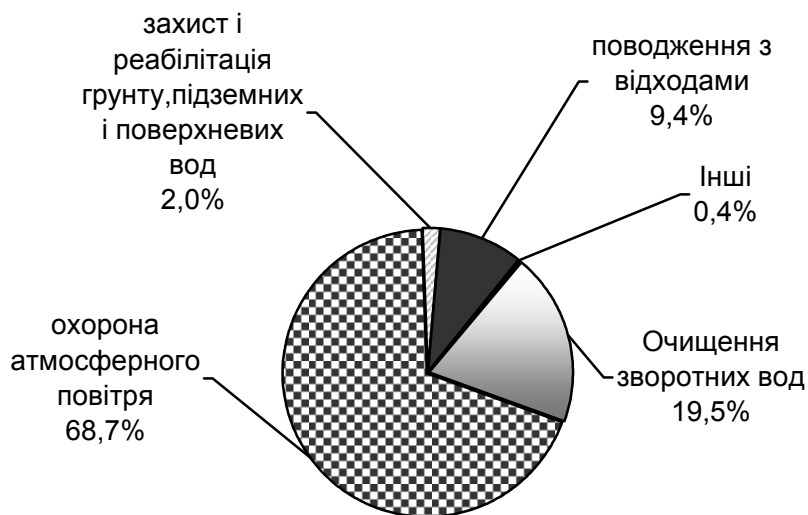 захист і
реабілітація
грунту,підземних
і поверхневих
вод
2,0%
поводження з
відходами
9,4%
Інші
0,4%
Очищення
зворотних вод
19,5%
охорона
атмосферного
повітря
68,7%